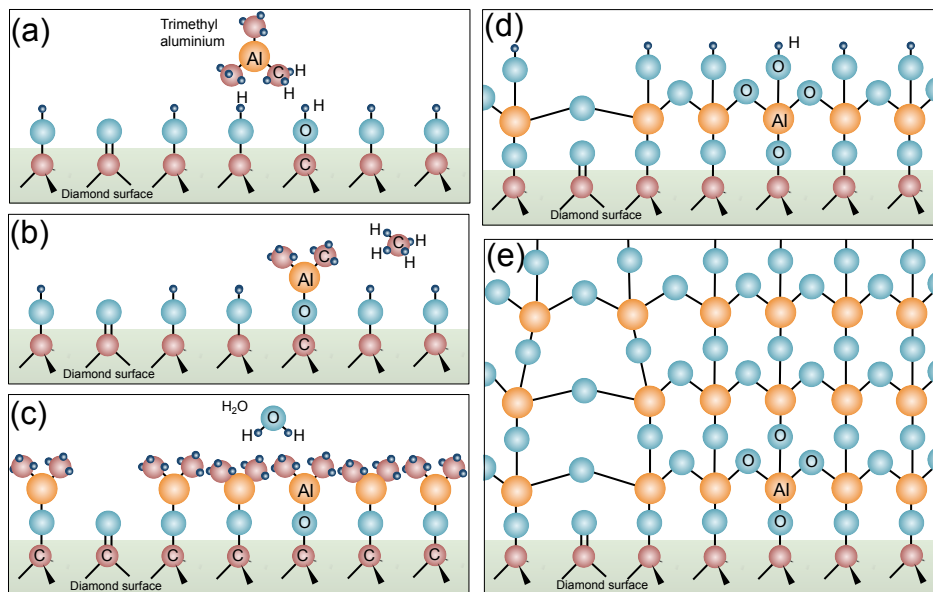 (a)
Trimethyl
aluminium
Al
C
H
H
H
H
O
C
Diamond surface
(b)
Al
C
C
H
H
H
H
O
C
Diamond surface
(c)
H₂O
O
H
H
Al
O
C
C
C
C
C
C
C
Diamond surface
(d)
H
O
O
O
Al
O
Diamond surface
(e)
O
O
O
Al
O
Diamond surface